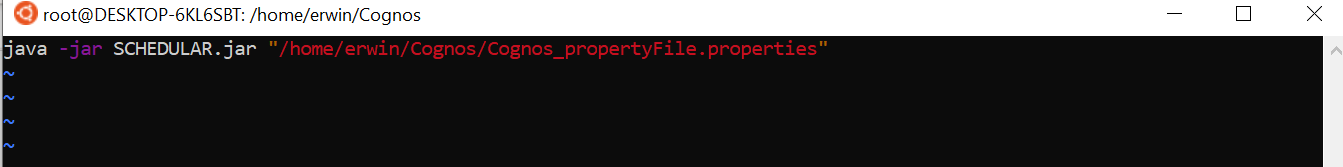 root@DESKTOP-6KL6SBT: /home/erwin/Cognos
java -jar SCHEDULAR.jar "/home/erwin/Cognos/Cognos_propertyFile.properties"
~
~
~
~